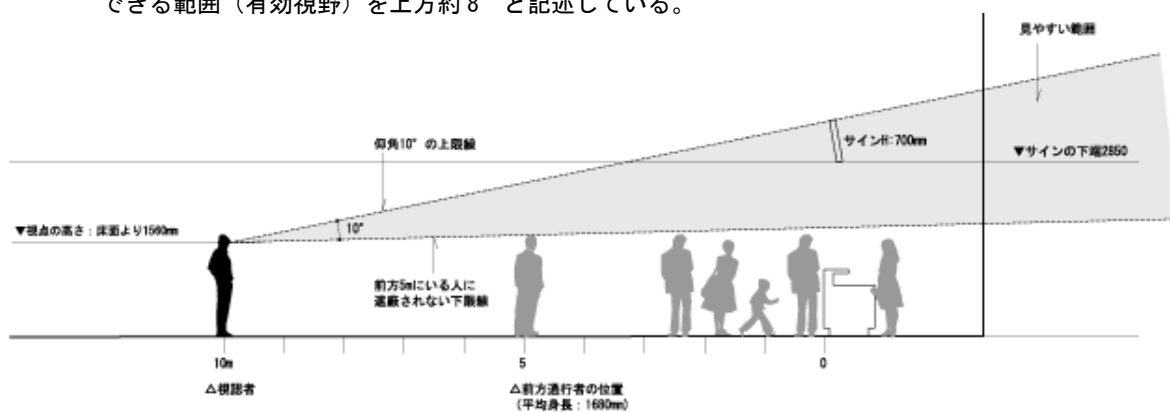 できる範囲（有効視野）を上方約8°と記述している。
見やすい範囲
仰角10°の上限線
サインH:700mm
▼サインの下端2850
▼視点の高さ：床面より1560mm
10°
前方5mにいる人に
遮蔽されない下限線
10m
5
0
△視認者
△前方通行者の位置
（平均身長：1680mm）